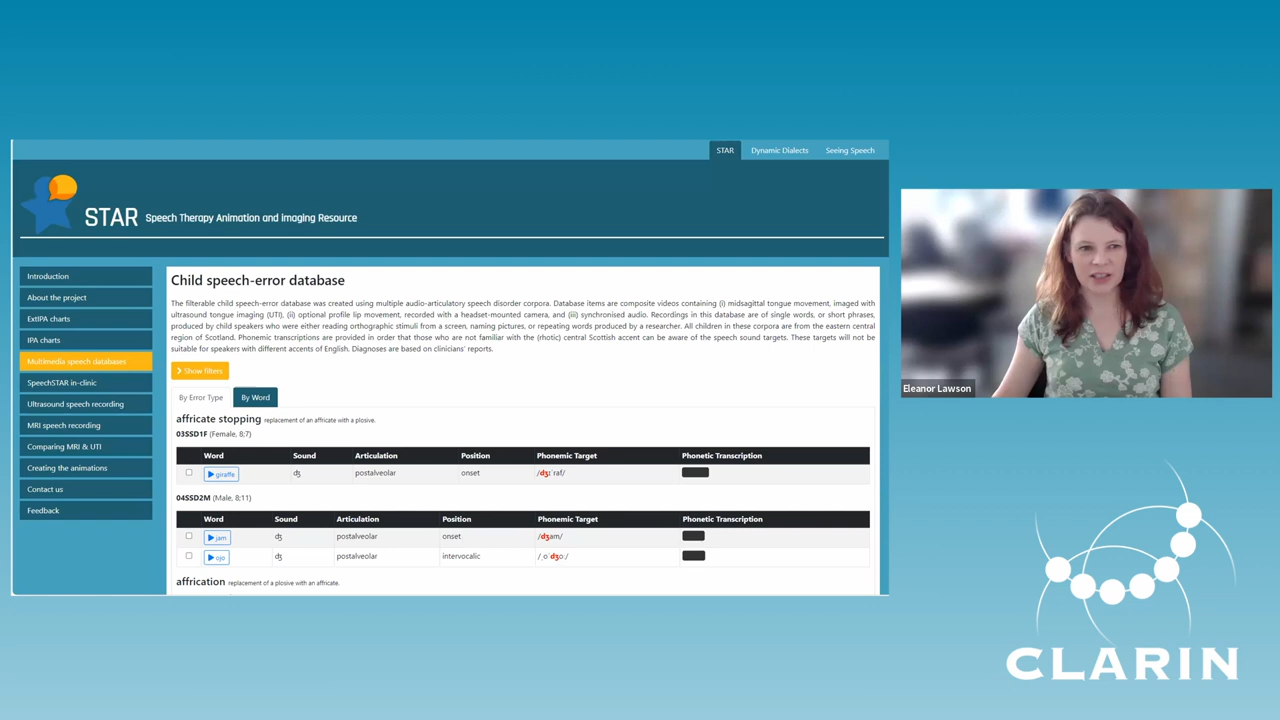 STAR Dynamic Dialects Seeing Speech
STAR Speech Therapy Animation and imaging Resource
Introduction
About the project
ExtIPA charts
IPA charts
Multimedia speech databases
SpeechSTAR in-clinic
Ultrasound speech recording
MRI speech recording
Comparing MRI & UTI
Creating the animations
Contact us
Feedback
Child speech-error database
The filterable child speech-error database was created using multiple audio-articulatory speech disorder corpora. Database items are composite videos containing (i) midsagittal tongue movement, imaged with
ultrasound tongue imaging (UTI), (ii) optional profile lip movement, recorded with a headset-mounted camera, and (iii) synchronised audio. Recordings in this database are of single words, or short phrases,
produced by child speakers who were either reading orthographic stimuli from a screen, naming pictures, or repeating words produced by a researcher. All children in these corpora are from the eastern central
region of Scotland. Phonemic transcriptions are provided in order that those who are not familiar with the (rhotic) central Scottish accent can be aware of the speech sound targets. These targets will not be
suitable for speakers with different accents of English. Diagnoses are based on clinicians' reports.
Show filters
By Error Type By Word
affricate stopping replacement of an affricate with a plosive.
03SSD1F (Female, 8;7)
Word Sound Articulation Position Phonemic Target Phonetic Transcription
giraffe ʤ postalveolar onset /ʤɪˈraf/
04SSD2M (Male, 8;11)
Word Sound Articulation Position Phonemic Target Phonetic Transcription
jam ʤ postalveolar onset /ʤam/
ojo ʤ postalveolar intervocalic /ˌoˈʤo:/
affrication replacement of a plosive with an affricate.
Eleanor Lawson
CLARIN